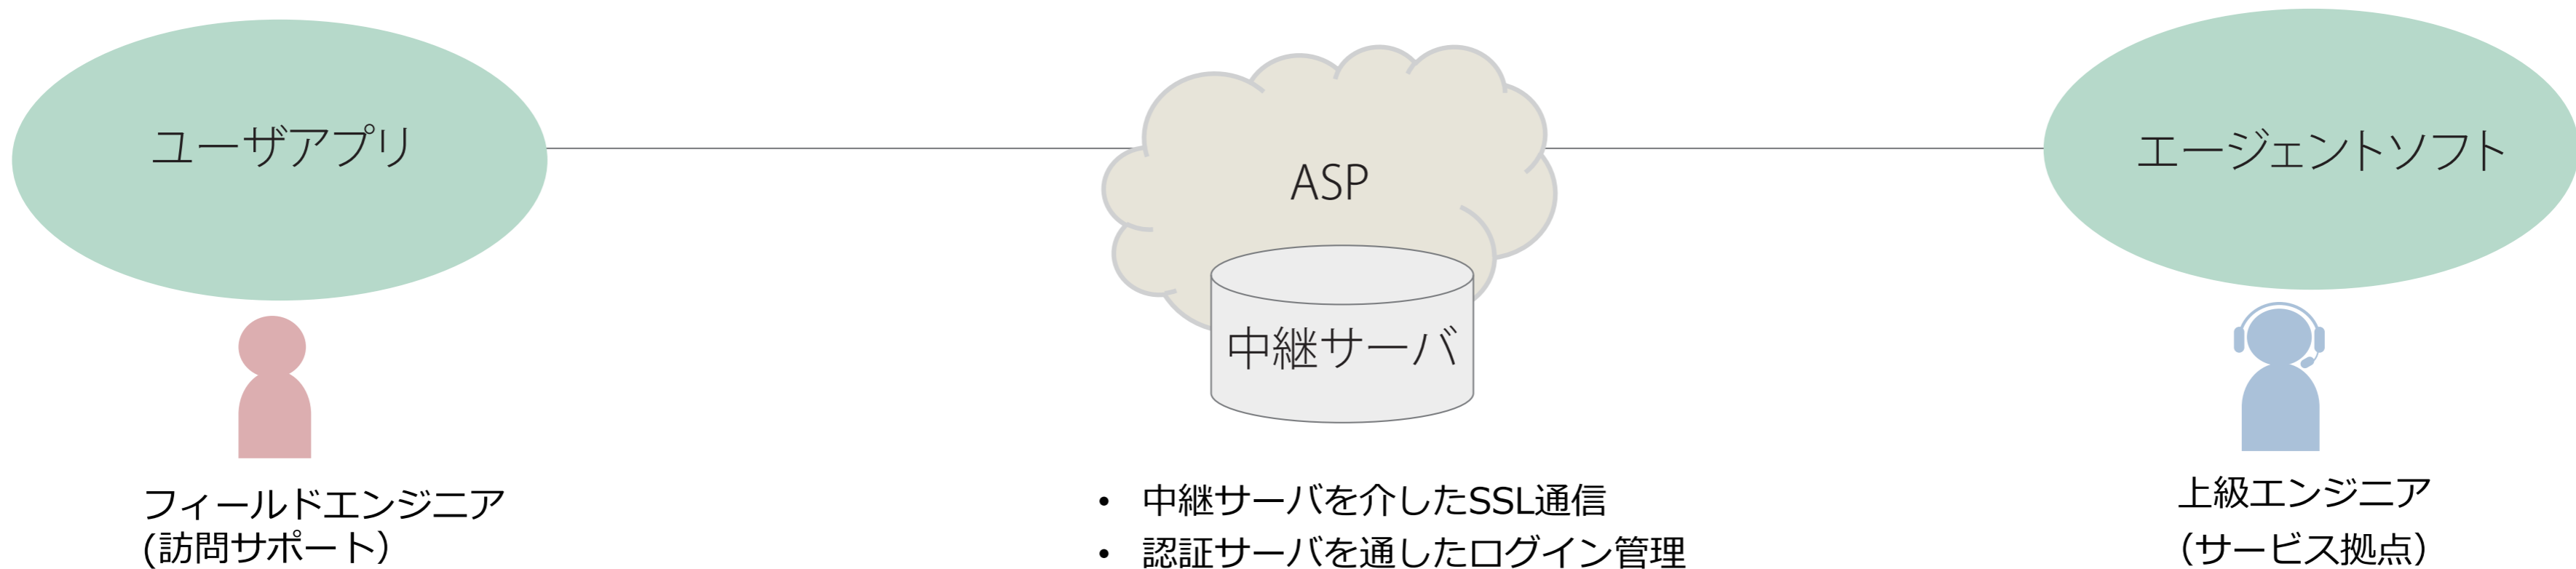 ユーザアプリ
ASP
中継サーバ
エージェントソフト
フィールドエンジニア
(訪問サポート）
• 中継サーバを介したSSL通信
• 認証サーバを通したログイン管理
上級エンジニア
（サービス拠点）